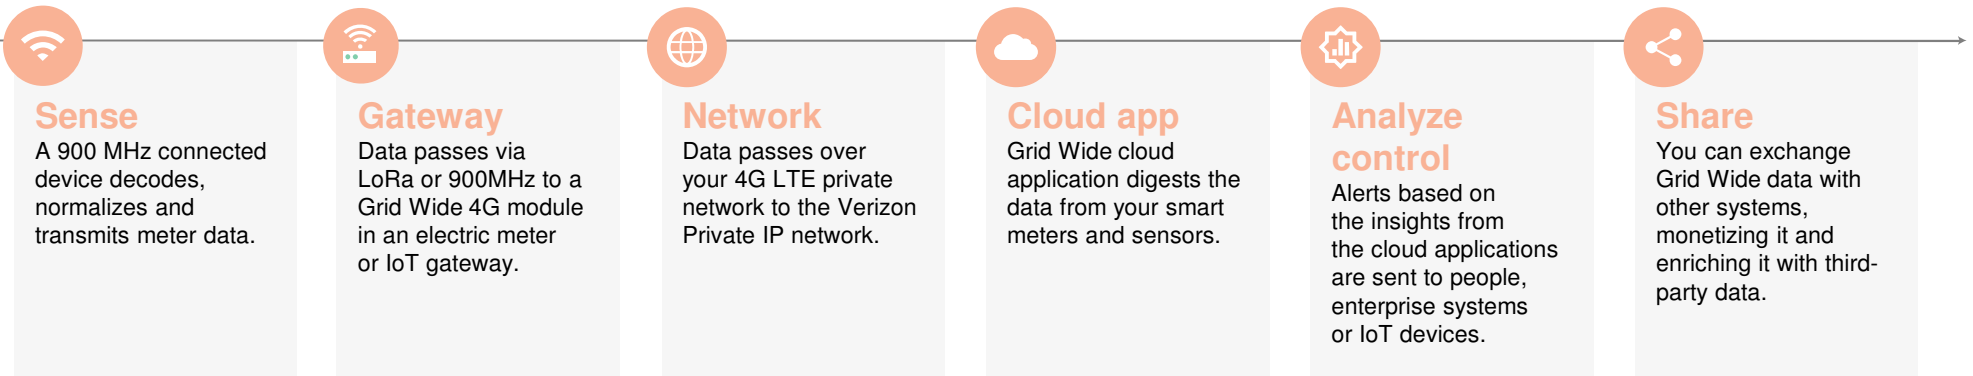 Sense
A 900 MHz connected
device decodes,
normalizes and
transmits meter data.
Gateway
Data passes via
LoRa or 900MHz to a
Grid Wide 4G module
in an electric meter
or IoT gateway.
Network
Data passes over
your 4G LTE private
network to the Verizon
Private IP network.
Cloud app
Grid Wide cloud
application digests the
data from your smart
meters and sensors.
Analyze
control
Alerts based on
the insights from
the cloud applications
are sent to people,
enterprise systems
or IoT devices.
Share
You can exchange
Grid Wide data with
other systems,
monetizing it and
enriching it with third-
party data.